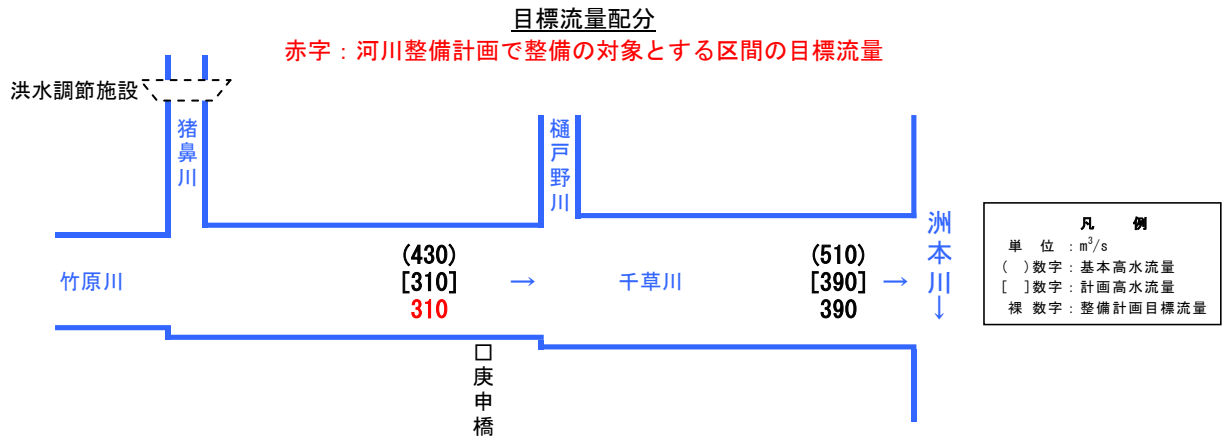 目標流量配分
赤字：河川整備計画で整備の対象とする区間の目標流量
洪水調節施設
猪鼻川
樋戸野川
洲本川→
竹原川
(430)
[310]
310
→
千草川
(510)
[390]
390
→
□庚申橋
凡 例
単 位 ：m³/s
( )数字：基本高水流量
[ ]数字：計画高水流量
裸 数字：整備計画目標流量